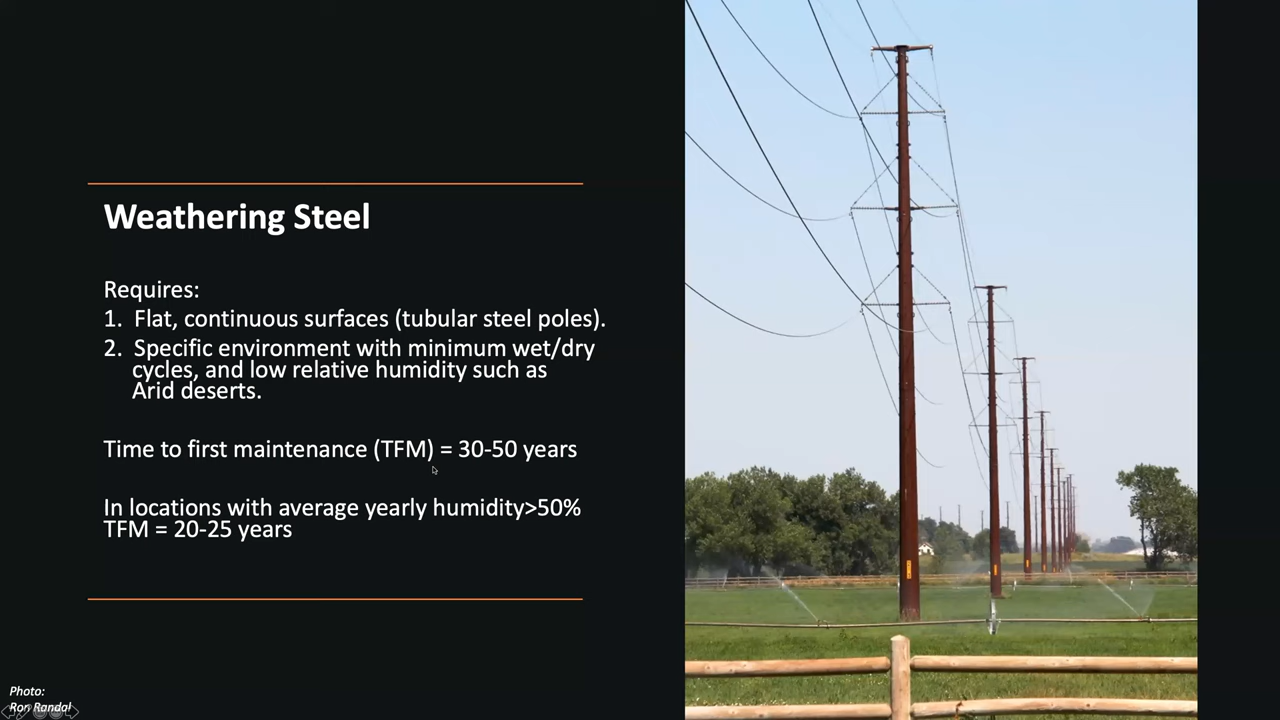 Weathering Steel
Requires:
1. Flat, continuous surfaces (tubular steel poles).
2. Specific environment with minimum wet/dry
cycles, and low relative humidity such as
Arid deserts.
Time to first maintenance (TFM) = 30-50 years
In locations with average yearly humidity>50%
TFM = 20-25 years
Photo:
Ron Randal